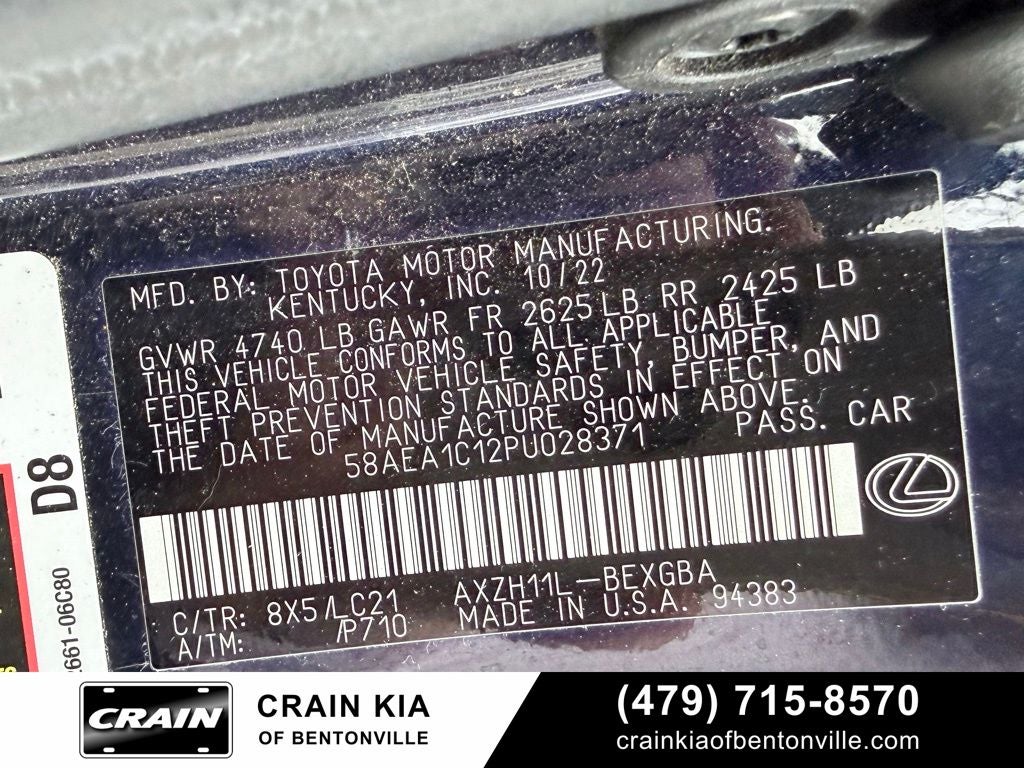 MFD. BY: TOYOTA MOTOR MANUFACTURING.
KENTUCKY, INC. 10/22
GVWR 4740 LB GAWR FR 2625 LB RR 2425 LB
THIS VEHICLE CONFORMS TO ALL APPLICABLE
FEDERAL MOTOR VEHICLE SAFETY, BUMPER, AND
THEFT PREVENTION STANDARDS IN EFFECT ON
THE DATE OF MANUFACTURE SHOWN ABOVE.
58AEA1C12PU028371 PASS. CAR
C/TR: 8X5/LC21 AXZH11L-BEXGBA
A/TM: /P710 MADE IN U.S.A. 94383
D8
661-06C80
CRAIN
CRAIN KIA
OF BENTONVILLE
(479) 715-8570
crainkiaofbentonville.com